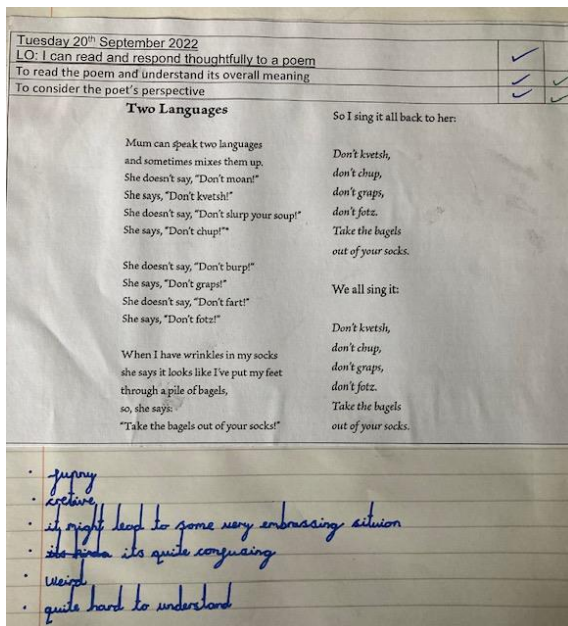 Tuesday 20th September 2022
LO: I can read and respond thoughtfully to a poem
To read the poem and understand its overall meaning
To consider the poet's perspective
Two Languages
Mum can speak two languages
and sometimes mixes them up.
She doesn't say, "Don't moan!"
She says, "Don't kvetsh!"
She doesn't say, "Don't slurp your soup!"
She says, "Don't chup!"*
She doesn't say, "Don't burp!"
She says, "Don't graps!"
She doesn't say, "Don't fart!"
She says, "Don't fotz!"
When I have wrinkles in my socks
she says it looks like I've put my feet
through a pile of bagels,
so, she says:
"Take the bagels out of your socks!"
So I sing it all back to her:
Don't kvetsh,
don't chup,
don't graps,
don't fotz.
Take the bagels
out of your socks.
We all sing it:
Don't kvetsh,
don't chup,
don't graps,
don't fotz.
Take the bagels
out of your socks.
• funny
• cretive
• it might lead to some very embrassing situion
• its kinda its quite confusing
• weird
• quite hard to understand